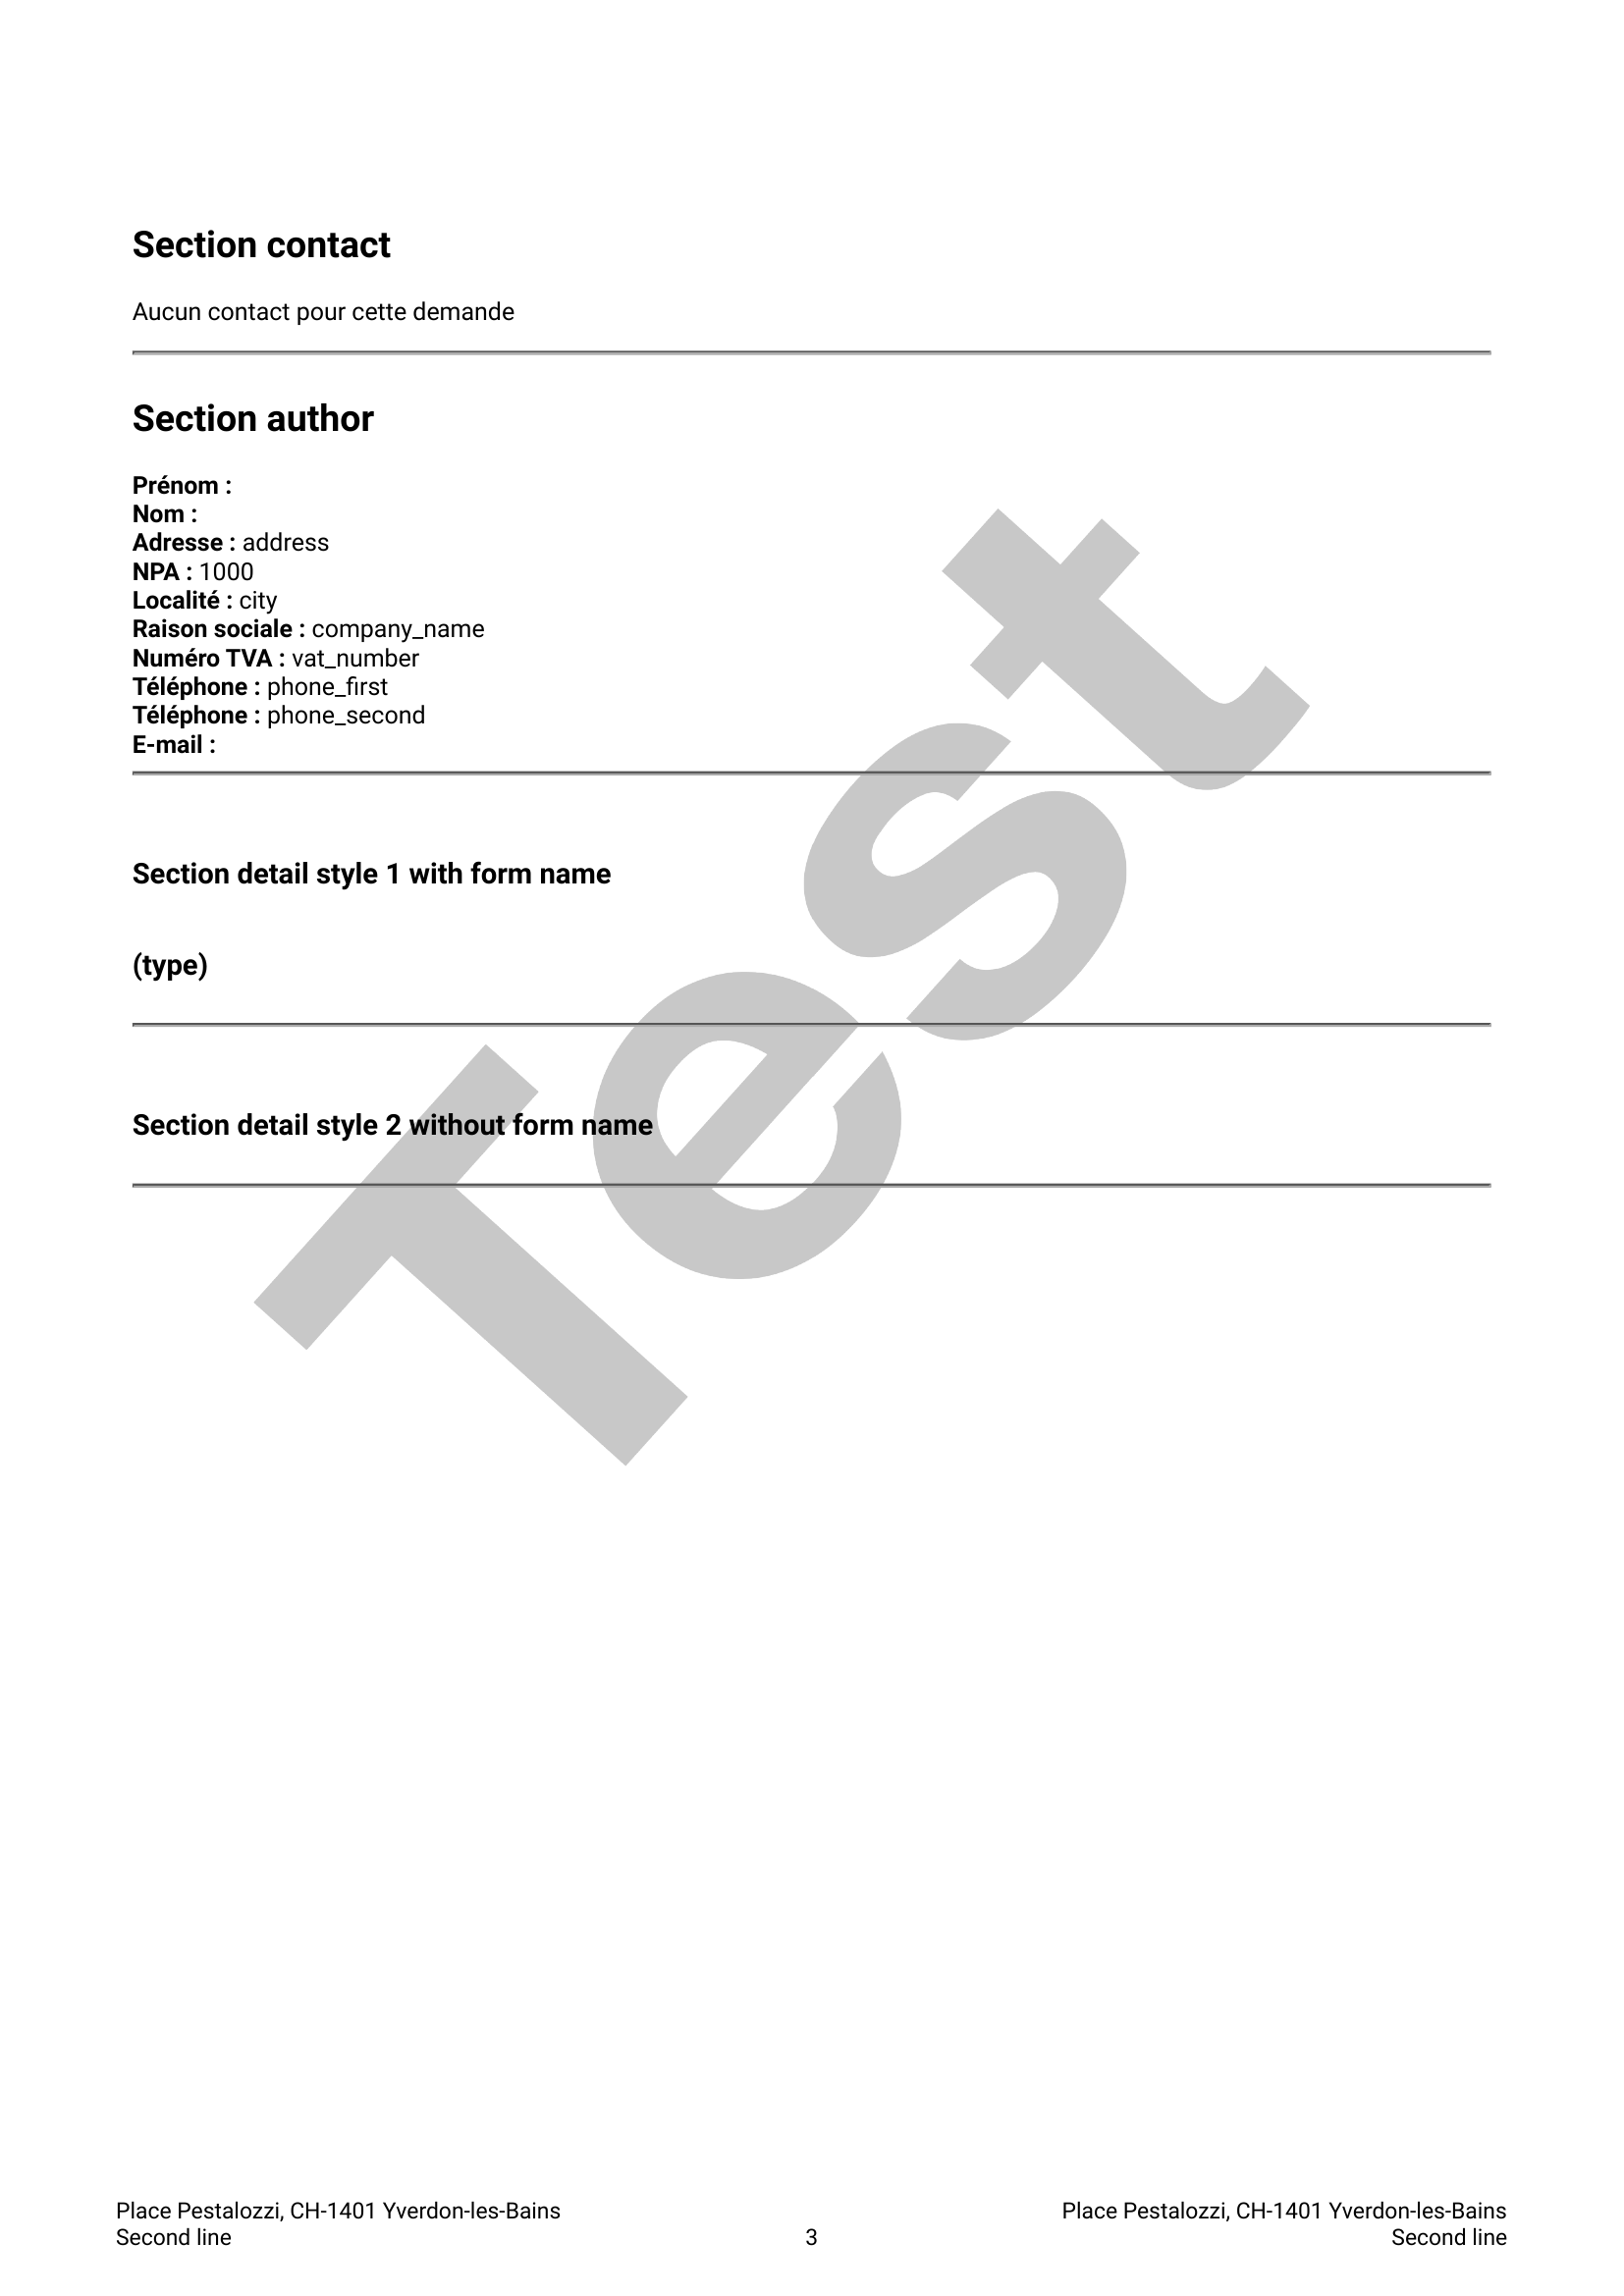 Section contact
Aucun contact pour cette demande
Section author
Prénom :
Nom :
Adresse : address
NPA : 1000
Localité : city
Raison sociale : company_name
Numéro TVA : vat_number
Téléphone : phone_first
Téléphone : phone_second
E-mail :
Section detail style 1 with form name
(type)
Section detail style 2 without form name
Test
Place Pestalozzi, CH-1401 Yverdon-les-Bains
Second line
3
Place Pestalozzi, CH-1401 Yverdon-les-Bains
Second line